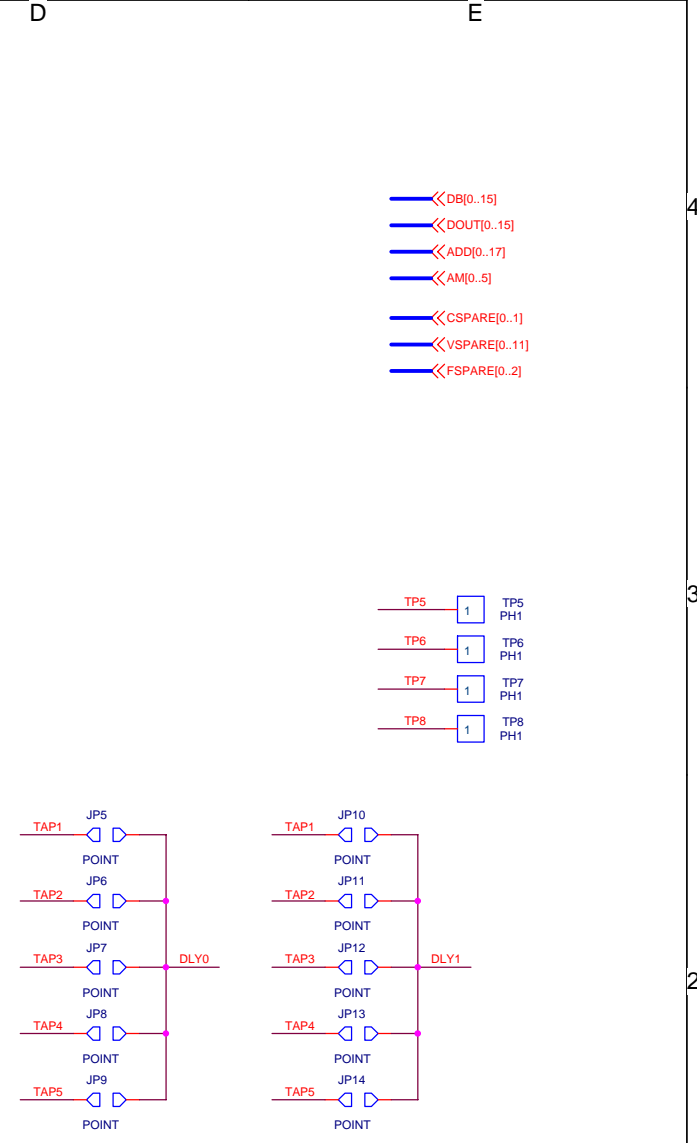 D E
DB[0..15]
4
DOUT[0..15]
ADD[0..17]
AM[0..5]
CSPARE[0..1]
VSPARE[0..11]
FSPARE[0..2]
3
TP5 1 TP5
PH1
TP6 1 TP6
PH1
TP7 1 TP7
PH1
TP8 1 TP8
PH1
JP5 JP10
TAP1 TAP1
POINT POINT
JP6 JP11
TAP2 TAP2
POINT POINT
JP7 JP12
TAP3 DLY0 TAP3 DLY1
2
POINT POINT
JP8 JP13
TAP4 TAP4
POINT POINT
JP9 JP14
TAP5 TAP5
POINT POINT